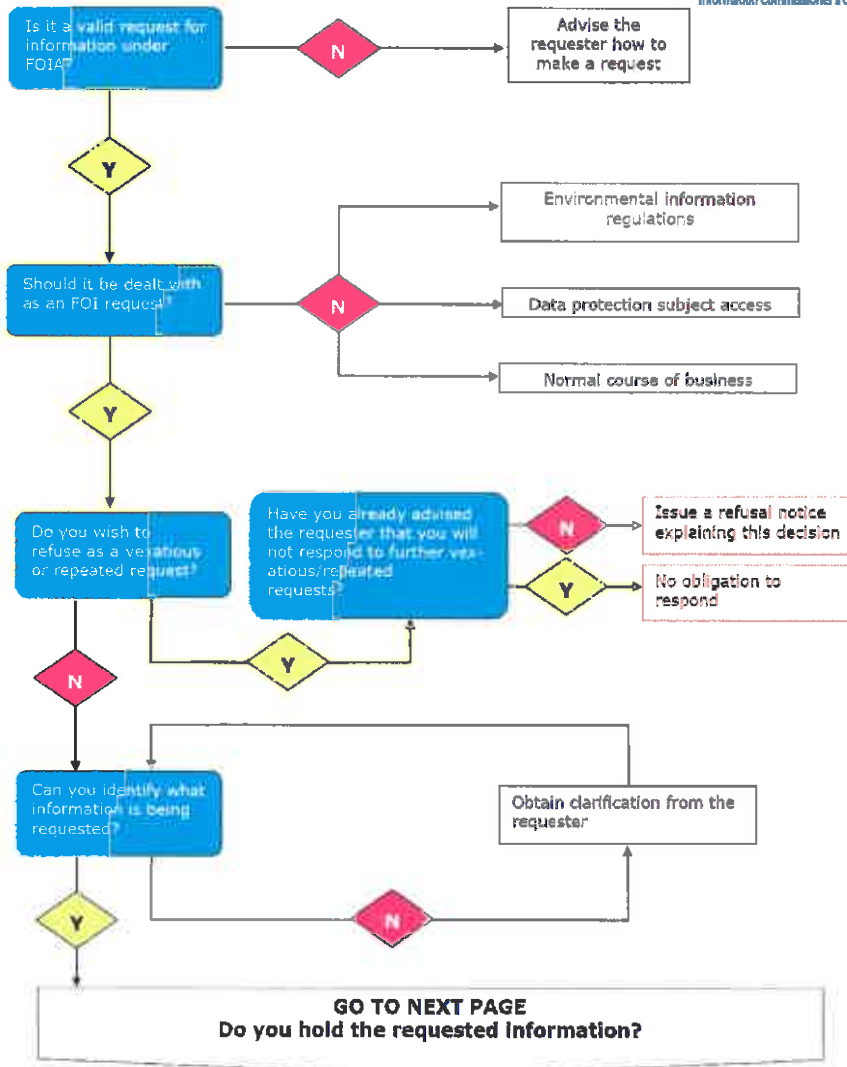 Information Commissioner's
Is it a valid request for
information under
FOIA?
N
Advise the
requester how to
make a request
Y
Environmental information
regulations
Should it be dealt with
as an FOI request?
N
Data protection subject access
Normal course of business
Y
Do you wish to
refuse as a vexatious
or repeated request?
Have you already advised
the requester that you will
not respond to further vex-
atious/repeated
requests?
N
Issue a refusal notice
explaining this decision
Y
No obligation to
respond
Y
N
Can you identify what
information is being
requested?
Obtain clarification from the
requester
Y
N
GO TO NEXT PAGE
Do you hold the requested information?